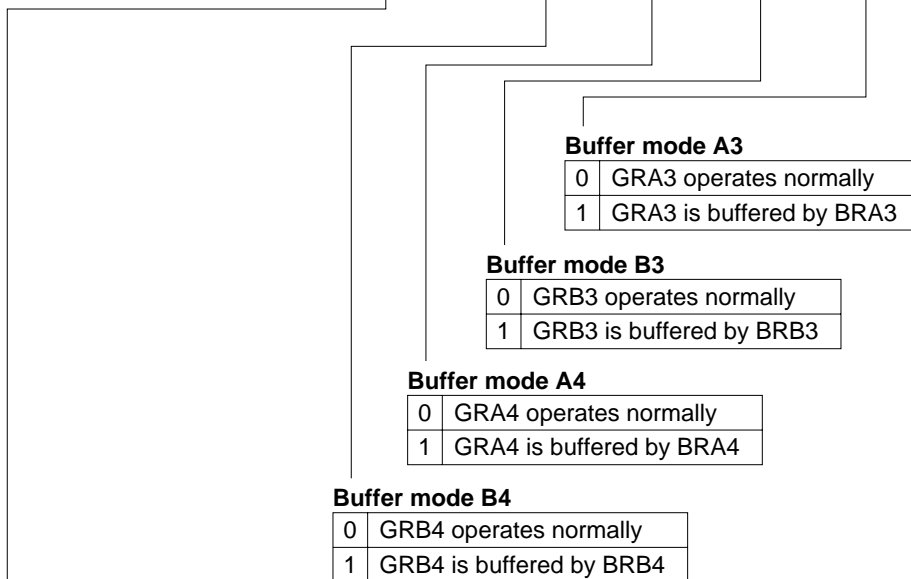 Buffer mode A3
0 GRA3 operates normally
1 GRA3 is buffered by BRA3
Buffer mode B3
0 GRB3 operates normally
1 GRB3 is buffered by BRB3
Buffer mode A4
0 GRA4 operates normally
1 GRA4 is buffered by BRA4
Buffer mode B4
0 GRB4 operates normally
1 GRB4 is buffered by BRB4